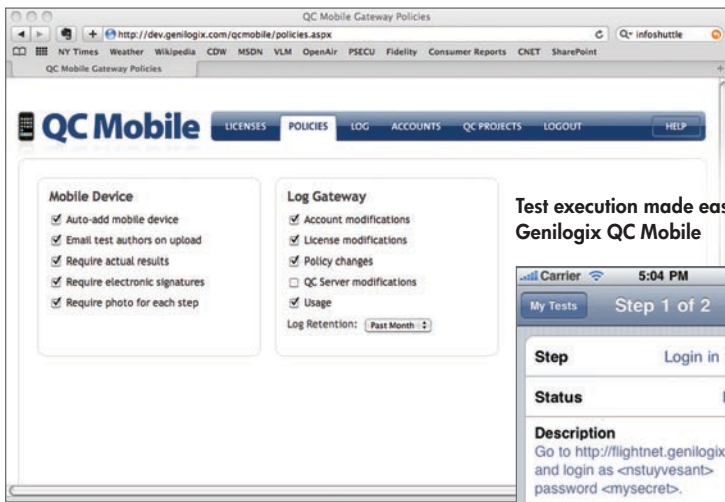 QC Mobile Gateway Policies
http://dev.genilogix.com/qcmobile/policies.aspx
infoshuttle
NY Times Weather Wikipedia CDW MSDN VLM OpenAir PSECU Fidelity Consumer Reports CNET SharePoint
QC Mobile Gateway Policies
QC Mobile
LICENSES POLICIES LOG ACCOUNTS QC PROJECTS LOGOUT HELP
Mobile Device
Auto-add mobile device
Email test authors on upload
Require actual results
Require electronic signatures
Require photo for each step
Log Gateway
Account modifications
License modifications
Policy changes
QC Server modifications
Usage
Log Retention: Past Month
Test execution made eas
Genilogix QC Mobile
Carrier 5:04 PM
My Tests Step 1 of 2
Step Login in
Status
Description
Go to http://flightnet.genilogix
and login as <nstuyvesant>
password <mysecret>.